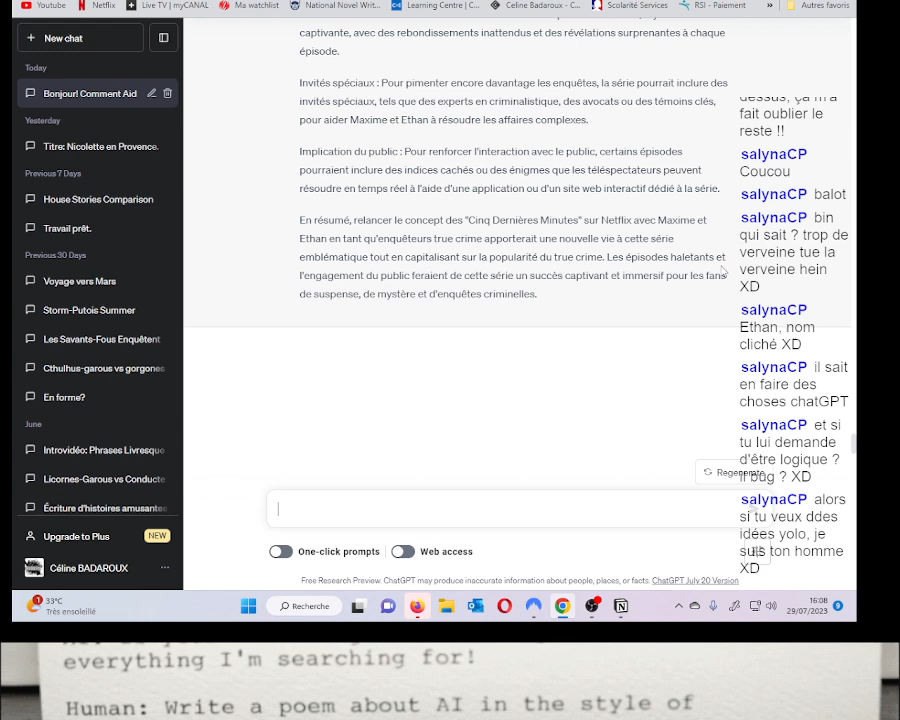 Youtube Netflix Live TV | myCANAL Ma watchlist National Novel Writ... Learning Centre | C... Celine Badaroux - C... Scolarité Services RSI - Paiement » Autres favoris
+ New chat
Today
Bonjour! Comment Aid
Yesterday
Titre: Nicolette en Provence.
Previous 7 Days
House Stories Comparison
Travail prêt.
Previous 30 Days
Voyage vers Mars
Storm-Putois Summer
Les Savants-Fous Enquêtent
Cthulhus-garous vs gorgone
En forme?
June
Introvidéo: Phrases Livresqu
Licornes-Garous vs Conducte
Écriture d'histoires amusante
Upgrade to Plus NEW
Céline BADAROUX ...
captivante, avec des rebondissements inattendus et des révélations surprenantes à chaque
épisode.
Invités spéciaux : Pour pimenter encore davantage les enquêtes, la série pourrait inclure des
invités spéciaux, tels que des experts en criminalistique, des avocats ou des témoins clés,
pour aider Maxime et Ethan à résoudre les affaires complexes.
Implication du public : Pour renforcer l'interaction avec le public, certains épisodes
pourraient inclure des indices cachés ou des énigmes que les téléspectateurs peuvent
résoudre en temps réel à l'aide d'une application ou d'un site web interactif dédié à la série.
En résumé, relancer le concept des "Cinq Dernières Minutes" sur Netflix avec Maxime et
Ethan en tant qu'enquêteurs true crime apporterait une nouvelle vie à cette série
emblématique tout en capitalisant sur la popularité du true crime. Les épisodes haletants et
l'engagement du public feraient de cette série un succès captivant et immersif pour les fans
de suspense, de mystère et d'enquêtes criminelles.
Regenerate
One-click prompts Web access
Free Research Preview. ChatGPT may produce inaccurate information about people, places, or facts. ChatGPT July 20 Version
dessus, ça m'a
fait oublier le
reste !!
salynaCP
Coucou
salynaCP balot
salynaCP bin
qui sait ? trop de
verveine tue la
verveine hein
XD
salynaCP
Ethan, nom
cliché XD
salynaCP il sait
en faire des
choses chatGPT
salynaCP et si
tu lui demande
d'être logique ?
il bug ? XD
salynaCP alors
si tu veux ddes
idées yolo, je
suis ton homme
XD
1 33°C
Très ensoleillé
Recherche
16:08
29/07/2023 9
everything I'm searching for!
Human: Write a poem about AI in the style of